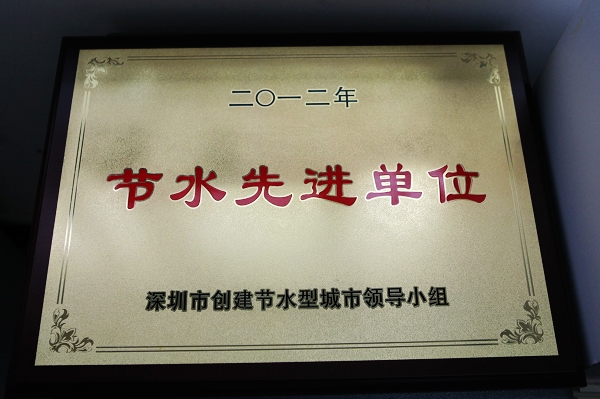 二〇一二年
节水先进单位
深圳市创建节水型城市领导小组